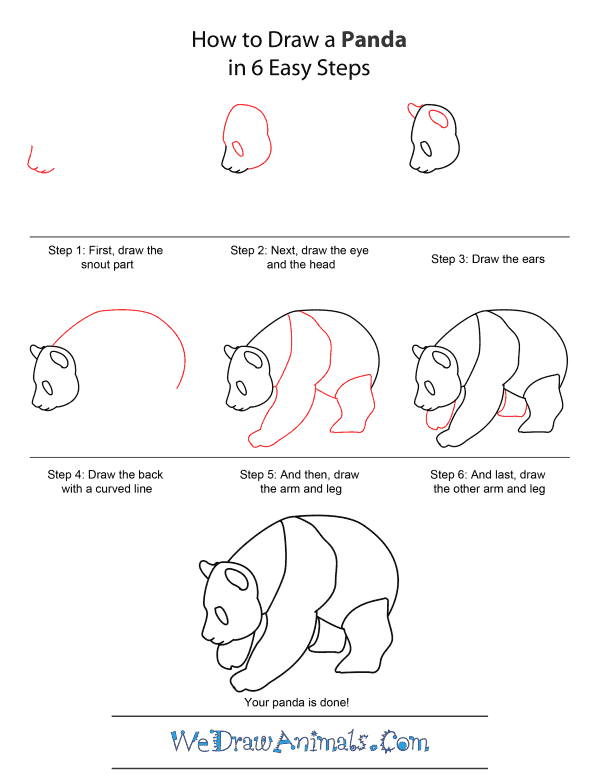 How to Draw a Panda
in 6 Easy Steps
Step 1: First, draw the
snout part
Step 2: Next, draw the eye
and the head
Step 3: Draw the ears
Step 4: Draw the back
with a curved line
Step 5: And then, draw
the arm and leg
Step 6: And last, draw
the other arm and leg
Your panda is done!
WeDrawAnimals.Com